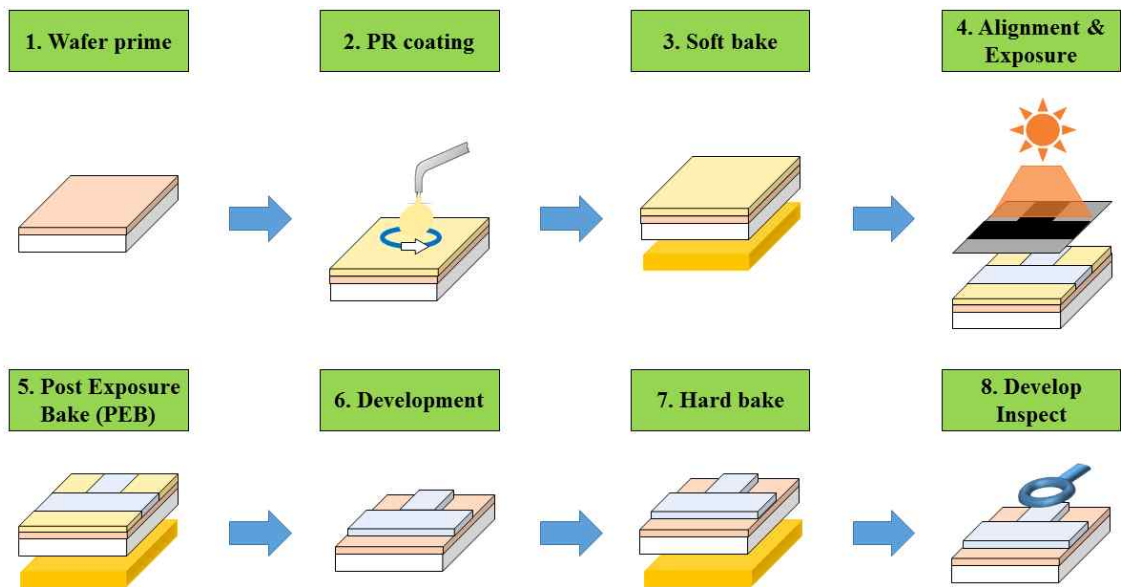 1. Wafer prime
2. PR coating
3. Soft bake
4. Alignment &
Exposure
5. Post Exposure
Bake (PEB)
6. Development
7. Hard bake
8. Develop
Inspect